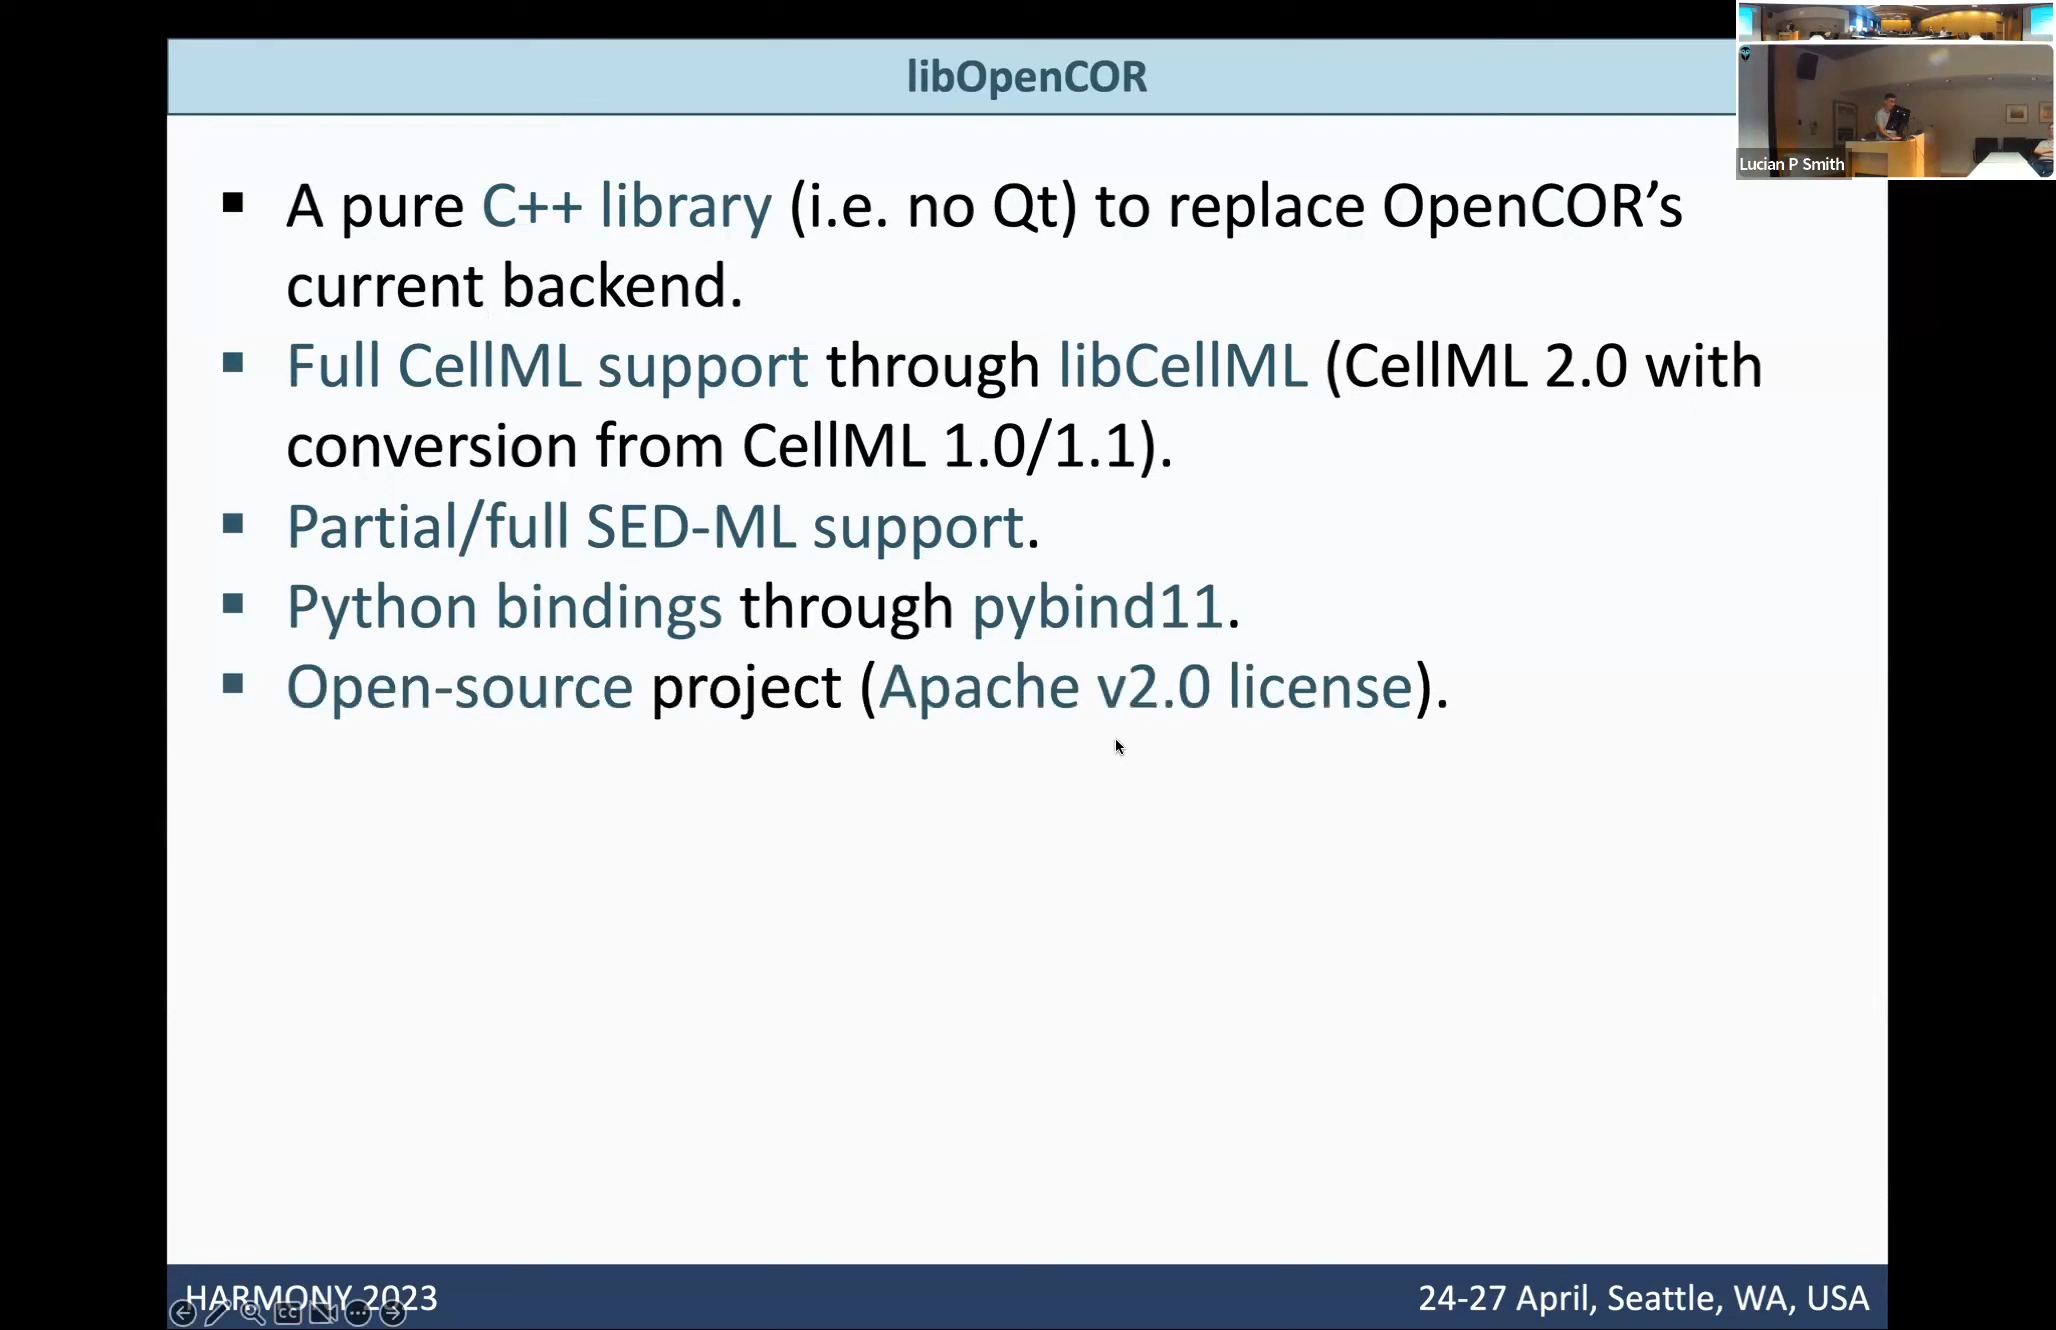 libOpenCOR
Lucian P Smith
▪ A pure C++ library (i.e. no Qt) to replace OpenCOR’s
current backend.
▪ Full CellML support through libCellML (CellML 2.0 with
conversion from CellML 1.0/1.1).
▪ Partial/full SED-ML support.
▪ Python bindings through pybind11.
▪ Open-source project (Apache v2.0 license).
HARMONY 2023
CC
24-27 April, Seattle, WA, USA